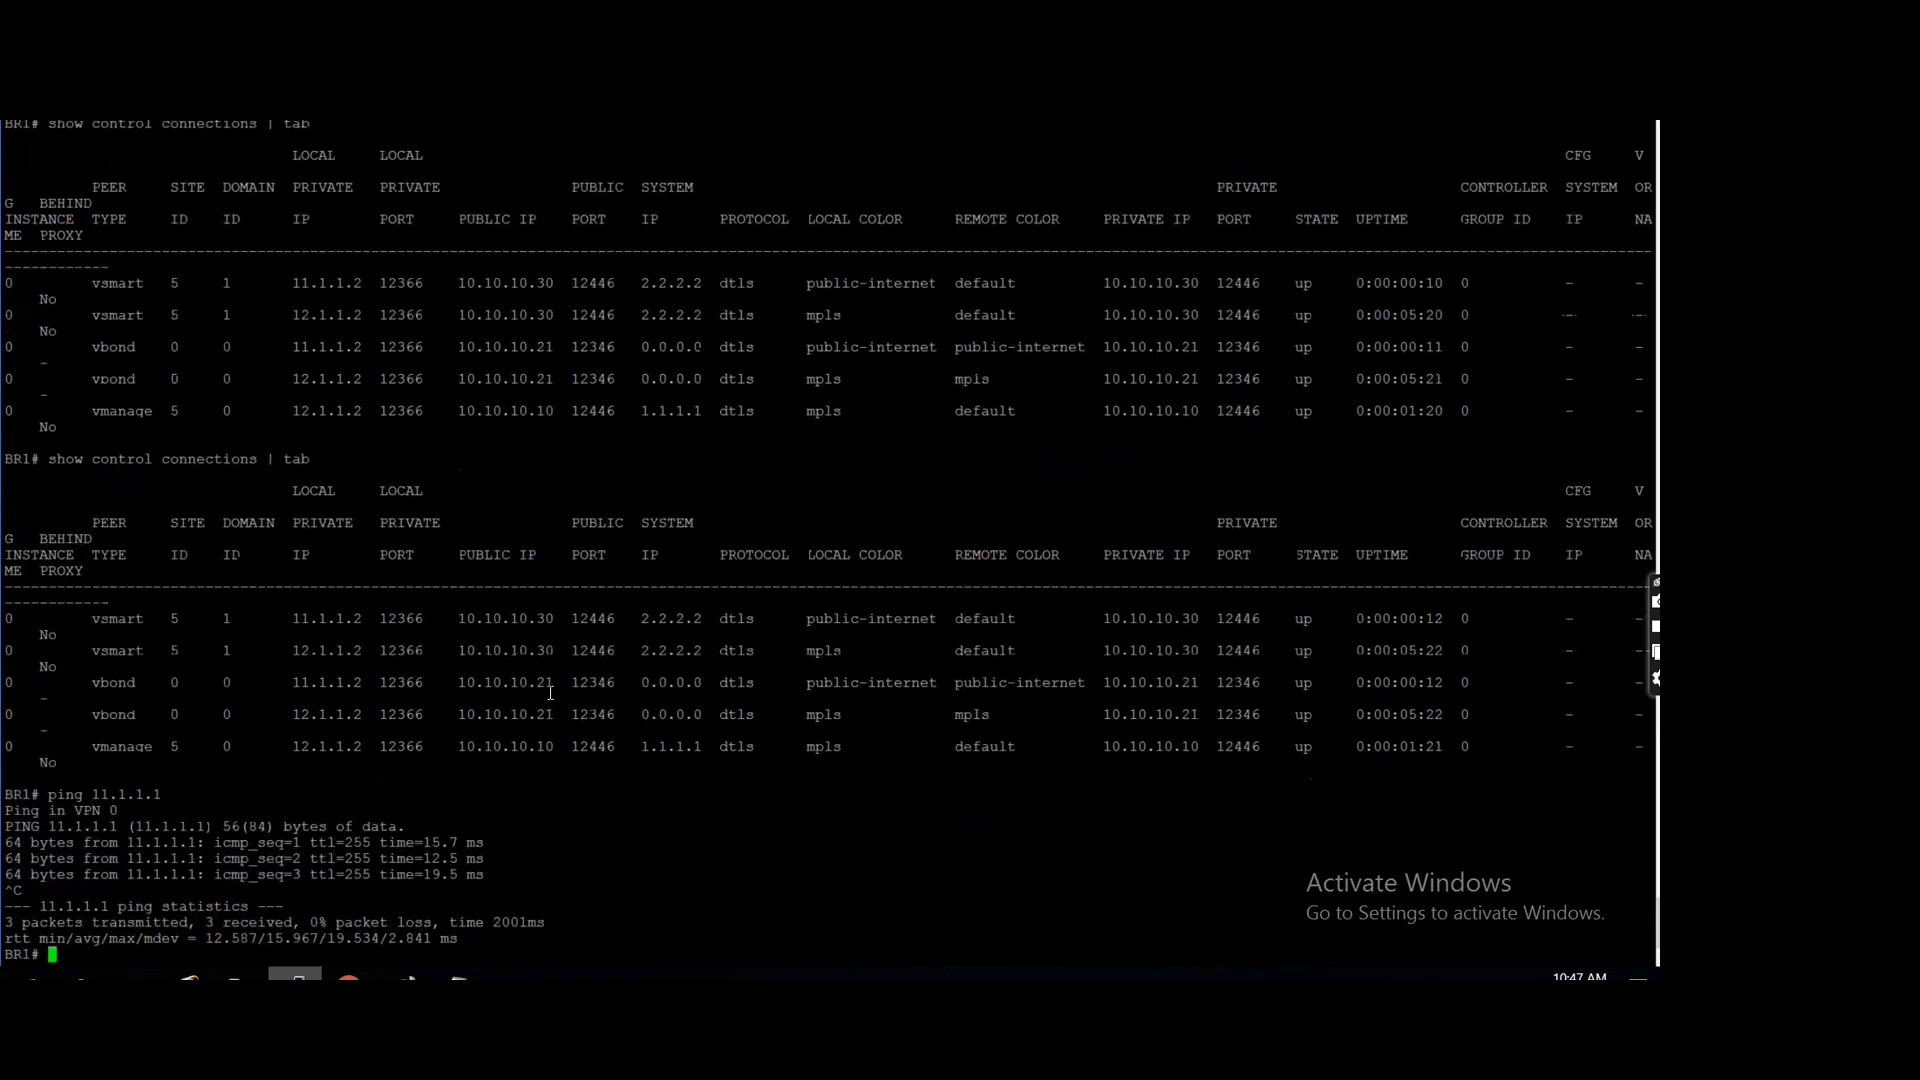 BR1# show control connections | tab
LOCAL LOCAL CFG V
PEER SITE DOMAIN PRIVATE PRIVATE PUBLIC SYSTEM PRIVATE CONTROLLER SYSTEM OR
G BEHIND
INSTANCE TYPE ID ID IP PORT PUBLIC IP PORT IP PROTOCOL LOCAL COLOR REMOTE COLOR PRIVATE IP PORT STATE UPTIME GROUP ID IP NA
ME PROXY
--------------------------------------------------------------------------------
------------
0 vsmart 5 1 11.1.1.2 12366 10.10.10.30 12446 2.2.2.2 dtls public-internet default 10.10.10.30 12446 up 0:00:00:10 0 - -
No
0 vsmart 5 1 12.1.1.2 12366 10.10.10.30 12446 2.2.2.2 dtls mpls default 10.10.10.30 12446 up 0:00:05:20 0 - -
No
0 vbond 0 0 11.1.1.2 12366 10.10.10.21 12346 0.0.0.0 dtls public-internet public-internet 10.10.10.21 12346 up 0:00:00:11 0 - -
-
0 vbond 0 0 12.1.1.2 12366 10.10.10.21 12346 0.0.0.0 dtls mpls mpls 10.10.10.21 12346 up 0:00:05:21 0 - -
-
0 vmanage 5 0 12.1.1.2 12366 10.10.10.10 12446 1.1.1.1 dtls mpls default 10.10.10.10 12446 up 0:00:01:20 0 - -
No
BR1# show control connections | tab
LOCAL LOCAL CFG V
PEER SITE DOMAIN PRIVATE PRIVATE PUBLIC SYSTEM PRIVATE CONTROLLER SYSTEM OR
G BEHIND
INSTANCE TYPE ID ID IP PORT PUBLIC IP PORT IP PROTOCOL LOCAL COLOR REMOTE COLOR PRIVATE IP PORT STATE UPTIME GROUP ID IP NA
ME PROXY
--------------------------------------------------------------------------------
------------
0 vsmart 5 1 11.1.1.2 12366 10.10.10.30 12446 2.2.2.2 dtls public-internet default 10.10.10.30 12446 up 0:00:00:12 0 - -
No
0 vsmart 5 1 12.1.1.2 12366 10.10.10.30 12446 2.2.2.2 dtls mpls default 10.10.10.30 12446 up 0:00:05:22 0 - -
No
0 vbond 0 0 11.1.1.2 12366 10.10.10.21 12346 0.0.0.0 dtls public-internet public-internet 10.10.10.21 12346 up 0:00:00:12 0 - -
-
0 vbond 0 0 12.1.1.2 12366 10.10.10.21 12346 0.0.0.0 dtls mpls mpls 10.10.10.21 12346 up 0:00:05:22 0 - -
-
0 vmanage 5 0 12.1.1.2 12366 10.10.10.10 12446 1.1.1.1 dtls mpls default 10.10.10.10 12446 up 0:00:01:21 0 - -
No
BR1# ping 11.1.1.1
Ping in VPN 0
PING 11.1.1.1 (11.1.1.1) 56(84) bytes of data.
64 bytes from 11.1.1.1: icmp_seq=1 ttl=255 time=15.7 ms
64 bytes from 11.1.1.1: icmp_seq=2 ttl=255 time=12.5 ms
64 bytes from 11.1.1.1: icmp_seq=3 ttl=255 time=19.5 ms
^C
--- 11.1.1.1 ping statistics ---
3 packets transmitted, 3 received, 0% packet loss, time 2001ms
rtt min/avg/max/mdev = 12.587/15.967/19.534/2.841 ms
BR1#
Activate Windows
Go to Settings to activate Windows.
10:47 AM